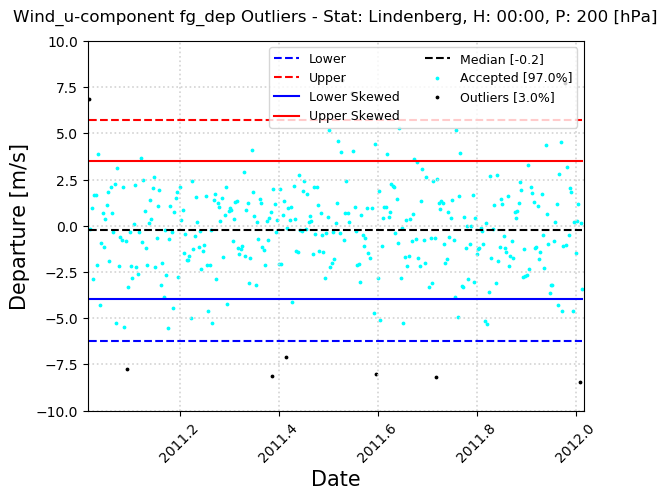 Wind_u-component fg_dep Outliers - Stat: Lindenberg, H: 00:00, P: 200 [hPa]
10.0
7.5
5.0
2.5
0.0
−2.5
−5.0
−7.5
−10.0
Departure [m/s]
Lower
Upper
Lower Skewed
Upper Skewed
Median [-0.2]
Accepted [97.0%]
Outliers [3.0%]
2011.2
2011.4
2011.6
2011.8
2012.0
Date